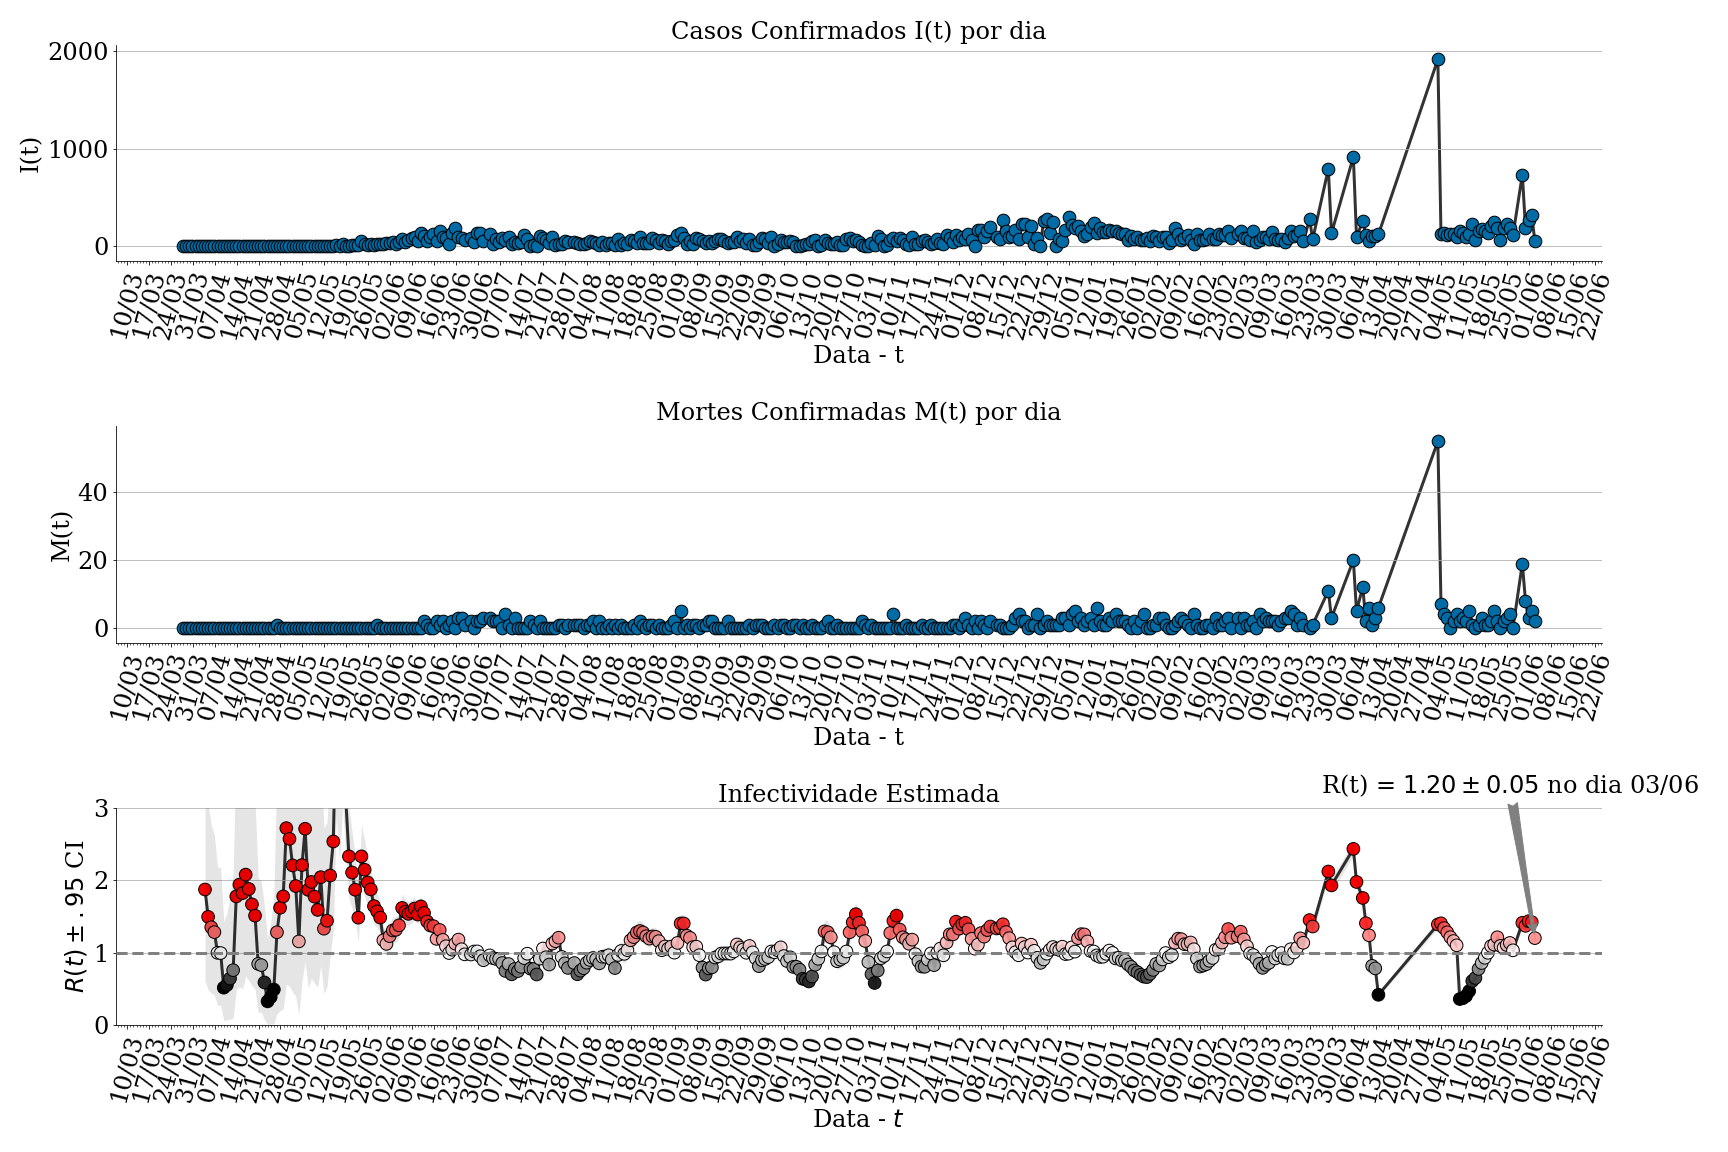 Casos Confirmados I(t) por dia
2000
1000
0
I(t)
10/03 17/03 24/03 31/03 07/04 14/04 21/04 28/04 05/05 12/05 19/05 26/05 02/06 09/06 16/06 23/06 30/06 07/07 14/07 21/07 28/07 04/08 11/08 18/08 25/08 01/09 08/09 15/09 22/09 29/09 06/10 13/10 20/10 27/10 03/11 10/11 17/11 24/11 01/12 08/12 15/12 22/12 29/12 05/01 12/01 19/01 26/01 02/02 09/02 16/02 23/02 02/03 09/03 16/03 23/03 30/03 06/04 13/04 20/04 27/04 04/05 11/05 18/05 25/05 01/06 08/06 15/06 22/06
Data - t
Mortes Confirmadas M(t) por dia
40
20
0
M(t)
10/03 17/03 24/03 31/03 07/04 14/04 21/04 28/04 05/05 12/05 19/05 26/05 02/06 09/06 16/06 23/06 30/06 07/07 14/07 21/07 28/07 04/08 11/08 18/08 25/08 01/09 08/09 15/09 22/09 29/09 06/10 13/10 20/10 27/10 03/11 10/11 17/11 24/11 01/12 08/12 15/12 22/12 29/12 05/01 12/01 19/01 26/01 02/02 09/02 16/02 23/02 02/03 09/03 16/03 23/03 30/03 06/04 13/04 20/04 27/04 04/05 11/05 18/05 25/05 01/06 08/06 15/06 22/06
Data - t
R(t) = 1.20 ± 0.05 no dia 03/06
Infectividade Estimada
3
2
1
0
R(t) ± .95 CI
10/03 17/03 24/03 31/03 07/04 14/04 21/04 28/04 05/05 12/05 19/05 26/05 02/06 09/06 16/06 23/06 30/06 07/07 14/07 21/07 28/07 04/08 11/08 18/08 25/08 01/09 08/09 15/09 22/09 29/09 06/10 13/10 20/10 27/10 03/11 10/11 17/11 24/11 01/12 08/12 15/12 22/12 29/12 05/01 12/01 19/01 26/01 02/02 09/02 16/02 23/02 02/03 09/03 16/03 23/03 30/03 06/04 13/04 20/04 27/04 04/05 11/05 18/05 25/05 01/06 08/06 15/06 22/06
Data - t